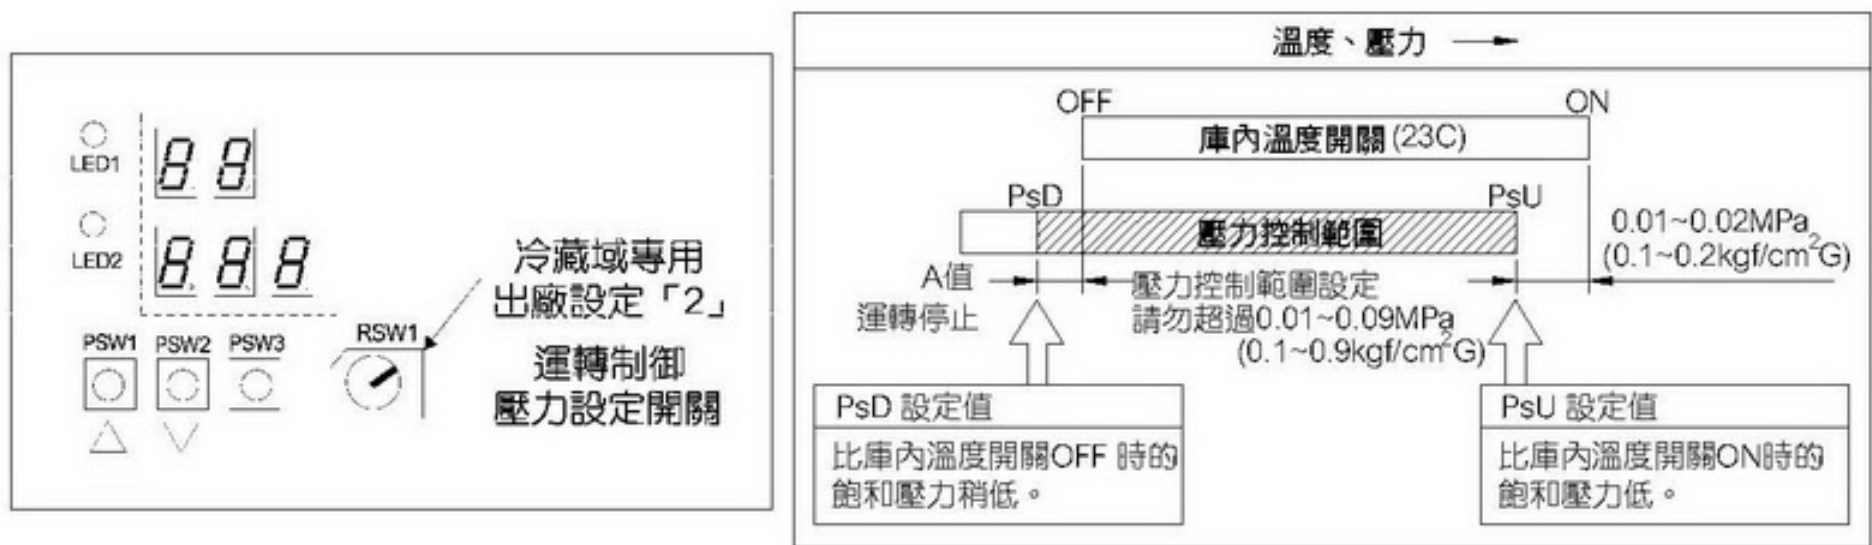 LED1
LED2
PSW1 PSW2 PSW3
RSW1
冷藏域專用
出廠設定「2」
運轉制御
壓力設定開關
溫度、壓力
OFF ON
庫內溫度開關(23C)
PsD PsU
壓力控制範圍
0.01~0.02MPa
(0.1~0.2kgf/cm²G)
A值
運轉停止
壓力控制範圍設定
請勿超過0.01~0.09MPa
(0.1~0.9kgf/cm²G)
PsD 設定值
比庫內溫度開關OFF 時的
飽和壓力稍低。
PsU 設定值
比庫內溫度開關ON時的
飽和壓力低。